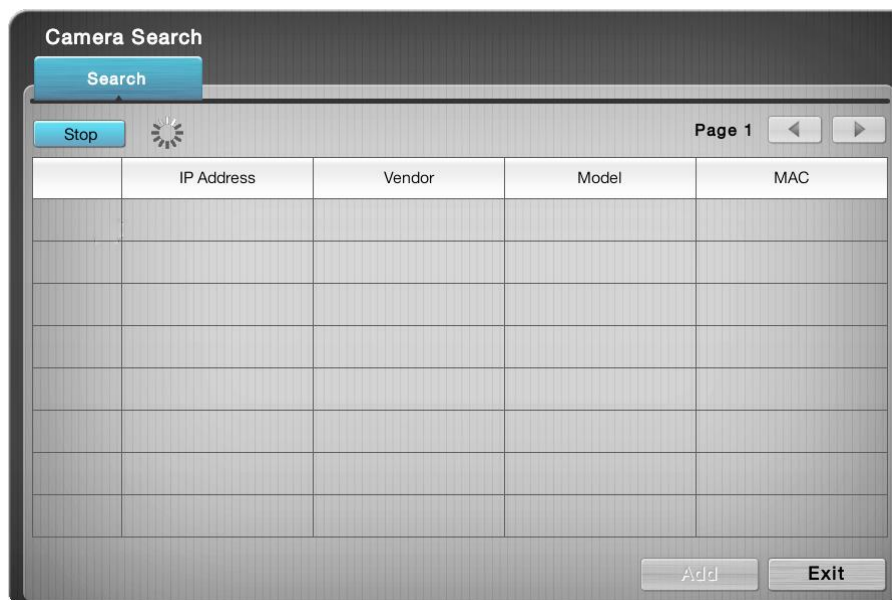 Camera Search
Search
Stop
Page 1
IP Address Vendor Model MAC
Add Exit